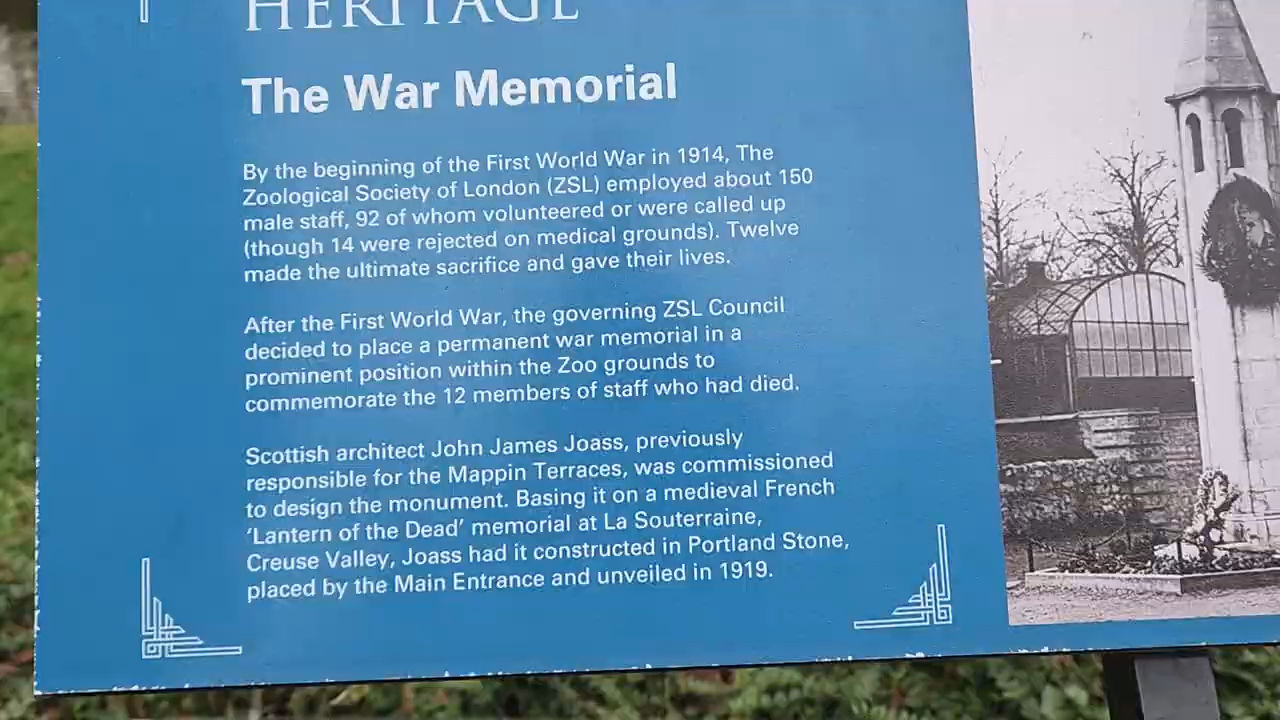 HERITAGE
The War Memorial
By the beginning of the First World War in 1914, The
Zoological Society of London (ZSL) employed about 150
male staff, 92 of whom volunteered or were called up
(though 14 were rejected on medical grounds). Twelve
made the ultimate sacrifice and gave their lives.
After the First World War, the governing ZSL Council
decided to place a permanent war memorial in a
prominent position within the Zoo grounds to
commemorate the 12 members of staff who had died.
Scottish architect John James Joass, previously
responsible for the Mappin Terraces, was commissioned
to design the monument. Basing it on a medieval French
‘Lantern of the Dead’ memorial at La Souterraine,
Creuse Valley, Joass had it constructed in Portland Stone,
placed by the Main Entrance and unveiled in 1919.